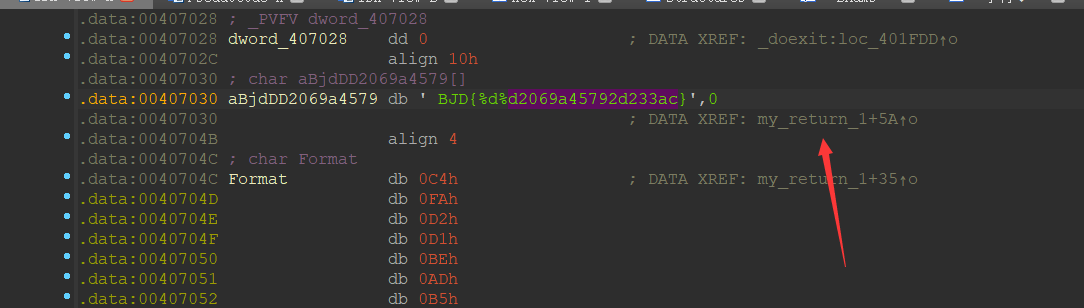 .data:00407028 ; _PVFV dword_407028
.data:00407028 dword_407028 dd 0 ; DATA XREF: _doexit:loc_401FDD↑o
.data:0040702C align 10h
.data:00407030 ; char aBjdDD2069a4579[]
.data:00407030 aBjdDD2069a4579 db ' BJD{%d%d2069a45792d233ac}',0
.data:00407030 ; DATA XREF: my_return_1+5A↑o
.data:0040704B align 4
.data:0040704C ; char Format
.data:0040704C Format db 0C4h ; DATA XREF: my_return_1+35↑o
.data:0040704D db 0FAh
.data:0040704E db 0D2h
.data:0040704F db 0D1h
.data:00407050 db 0BEh
.data:00407051 db 0ADh
.data:00407052 db 0B5h